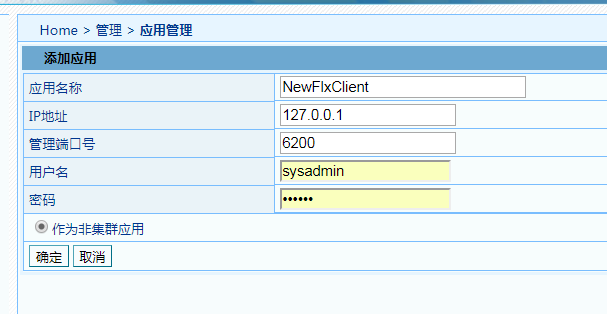 Home > 管理 > 应用管理
添加应用
应用名称 NewFlxClient
IP地址 127.0.0.1
管理端口号 6200
用户名 sysadmin
密码 ••••••
作为非集群应用
确定 取消